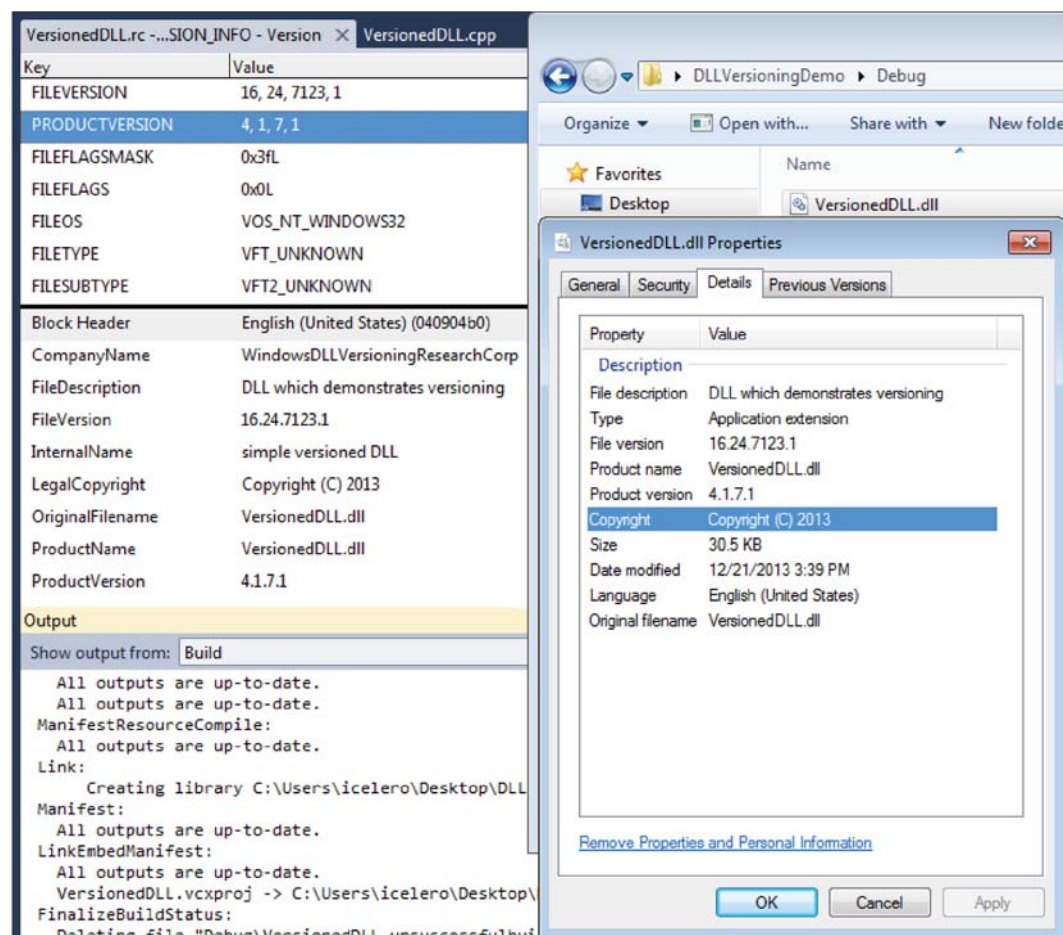 VersionedDLL.rc -...SION_INFO - Version
VersionedDLL.cpp
Key Value
FILEVERSION 16, 24, 7123, 1
PRODUCTVERSION 4, 1, 7, 1
FILEFLAGSMASK 0x3fL
FILEFLAGS 0x0L
FILEOS VOS_NT_WINDOWS32
FILETYPE VFT_UNKNOWN
FILESUBTYPE VFT2_UNKNOWN
Block Header English (United States) (040904b0)
CompanyName WindowsDLLVersioningResearchCorp
FileDescription DLL which demonstrates versioning
FileVersion 16.24.7123.1
InternalName simple versioned DLL
LegalCopyright Copyright (C) 2013
OriginalFilename VersionedDLL.dll
ProductName VersionedDLL.dll
ProductVersion 4.1.7.1
Output
Show output from: Build
All outputs are up-to-date.
All outputs are up-to-date.
ManifestResourceCompile:
All outputs are up-to-date.
Link:
Creating library C:\Users\icelero\Desktop\DLL
Manifest:
All outputs are up-to-date.
LinkEmbedManifest:
All outputs are up-to-date.
VersionedDLL.vcxproj -> C:\Users\icelero\Desktop\
FinalizeBuildStatus:
Deleting file "Debug\VersionedDLL.unsuccessfulbui
DLLVersioningDemo Debug
Organize Open with... Share with New folde
Favorites
Desktop
Name
VersionedDLL.dll
VersionedDLL.dll Properties
General Security Details Previous Versions
Property Value
Description
File description DLL which demonstrates versioning
Type Application extension
File version 16.24.7123.1
Product name VersionedDLL.dll
Product version 4.1.7.1
Copyright Copyright (C) 2013
Size 30.5 KB
Date modified 12/21/2013 3:39 PM
Language English (United States)
Original filename VersionedDLL.dll
Remove Properties and Personal Information
OK Cancel Apply